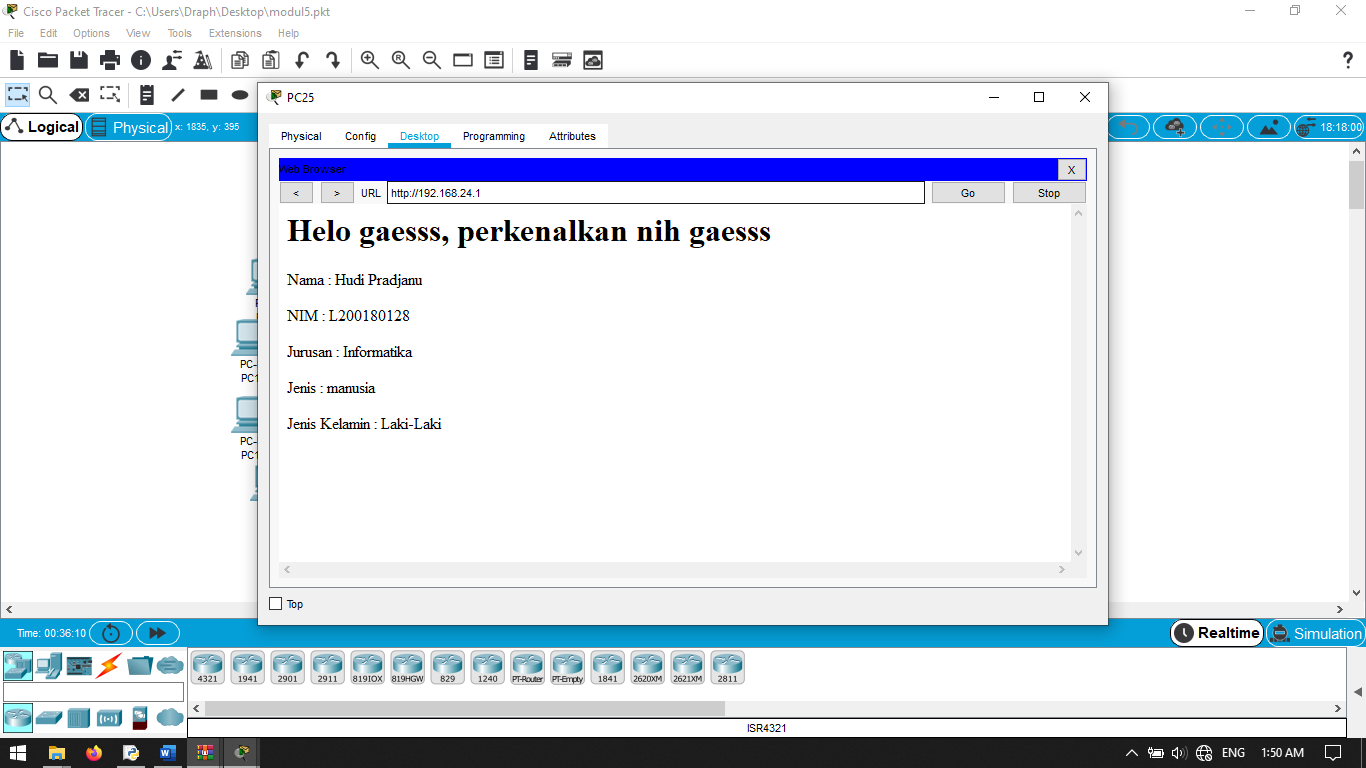 Cisco Packet Tracer - C:\Users\Draph\Desktop\modul5.pkt
File Edit Options View Tools Extensions Help
PC25
Logical Physical x: 1835, y: 395 18:18:00
Physical Config Desktop Programming Attributes
Web Browser X
< > URL http://192.168.24.1 Go Stop
Helo gaesss, perkenalkan nih gaesss
Nama : Hudi Pradjanu
NIM : L200180128
Jurusan : Informatika
Jenis : manusia
Jenis Kelamin : Laki-Laki
PC-
PC1
PC-
PC1
Top
Time: 00:36:10 Realtime Simulation
4321 1941 2901 2911 819IOX 819HGW 829 1240 PT-Router PT-Empty 1841 2620XM 2621XM 2811
ISR4321
ENG 1:50 AM